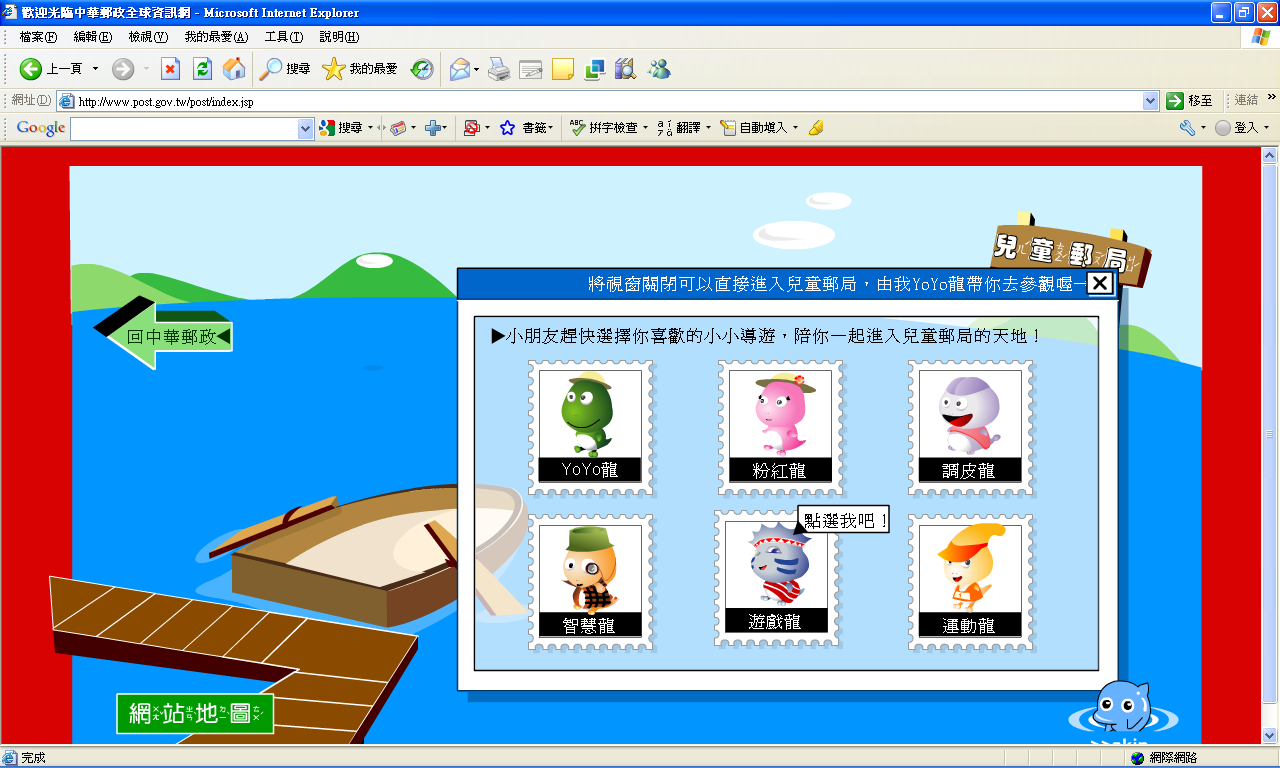 歡迎光臨中華郵政全球資訊網 - Microsoft Internet Explorer
檔案(F) 編輯(E) 檢視(V) 我的最愛(A) 工具(T) 說明(H)
上一頁 搜尋 我的最愛
網址(D) http://www.post.gov.tw/post/index.jsp 移至 連結 »
Google 搜尋 書籤 ABC 拼字檢查 翻譯 自動填入 登入
兒童郵局
將視窗關閉可以直接進入兒童郵局，由我YoYo龍帶你去參觀喔
回中華郵政
▶小朋友趕快選擇你喜歡的小小導遊，陪你一起進入兒童郵局的天地！
YoYo龍 粉紅龍 調皮龍
點選我吧！
智慧龍 遊戲龍 運動龍
網站地圖
完成 網際網路